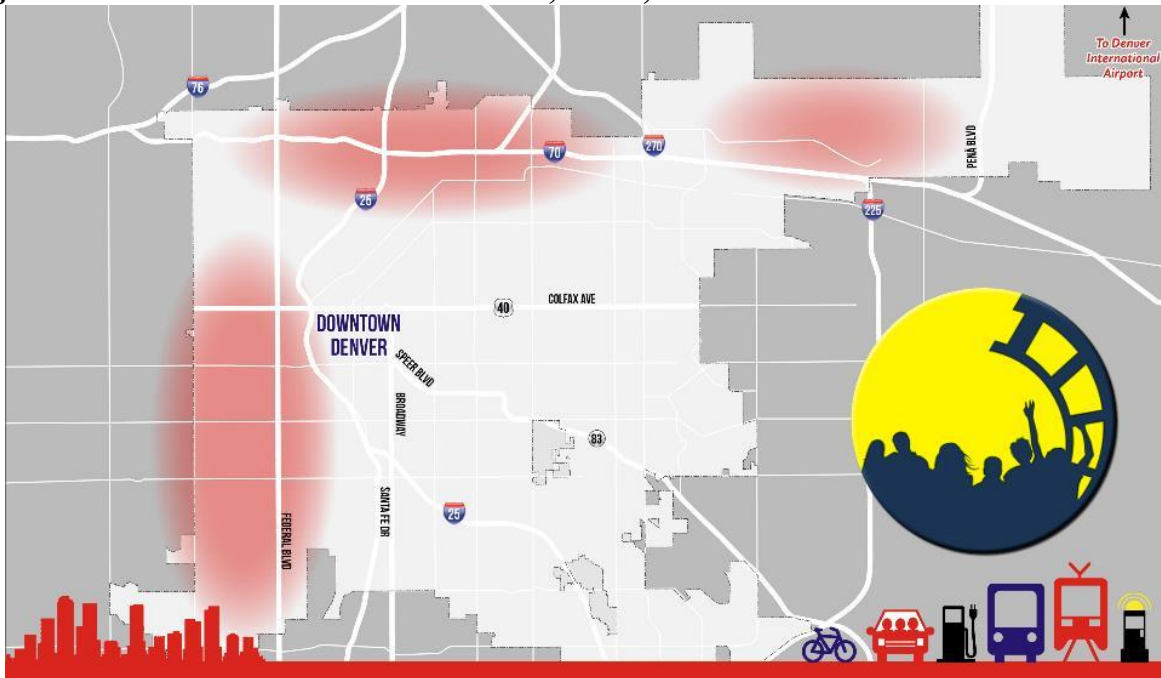 To Denver
International
Airport
76
70
270
PENÁ BLVD
25
225
40
COLFAX AVE
DOWNTOWN
DENVER
SPEER BLVD
BROADWAY
83
SANTA FE DR
25
FEDERAL BLVD